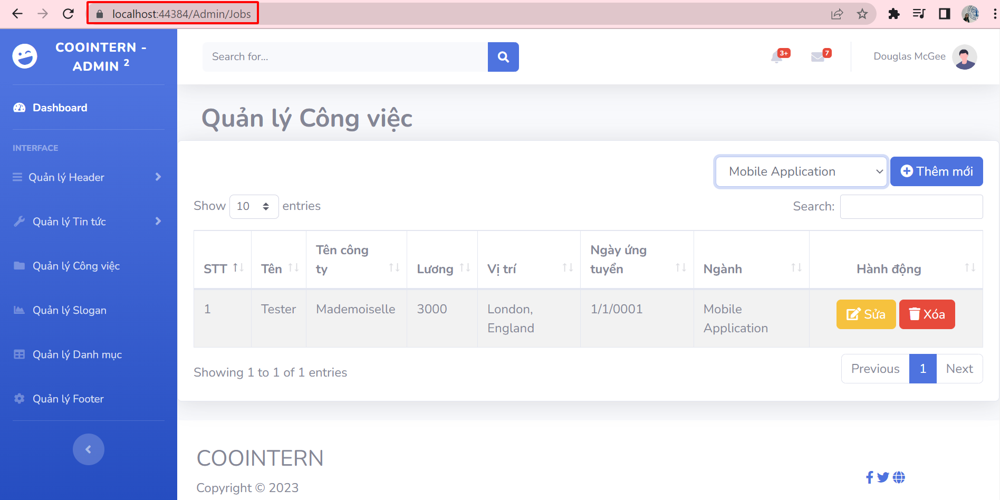 localhost:44384/Admin/Jobs
COOINTERN -
ADMIN 2
Search for...
3+
7
Douglas McGee
Dashboard
INTERFACE
Quản lý Header
Quản lý Tin tức
Quản lý Công việc
Quản lý Slogan
Quản lý Danh mục
Quản lý Footer
Quản lý Công việc
Mobile Application
Thêm mới
Show 10 entries
Search:
STT
Tên
Tên công
ty
Lương
Vị trí
Ngày ứng
tuyển
Ngành
Hành động
1
Tester
Mademoiselle
3000
London,
England
1/1/0001
Mobile
Application
Sửa
Xóa
Showing 1 to 1 of 1 entries
Previous
1
Next
COOINTERN
Copyright © 2023